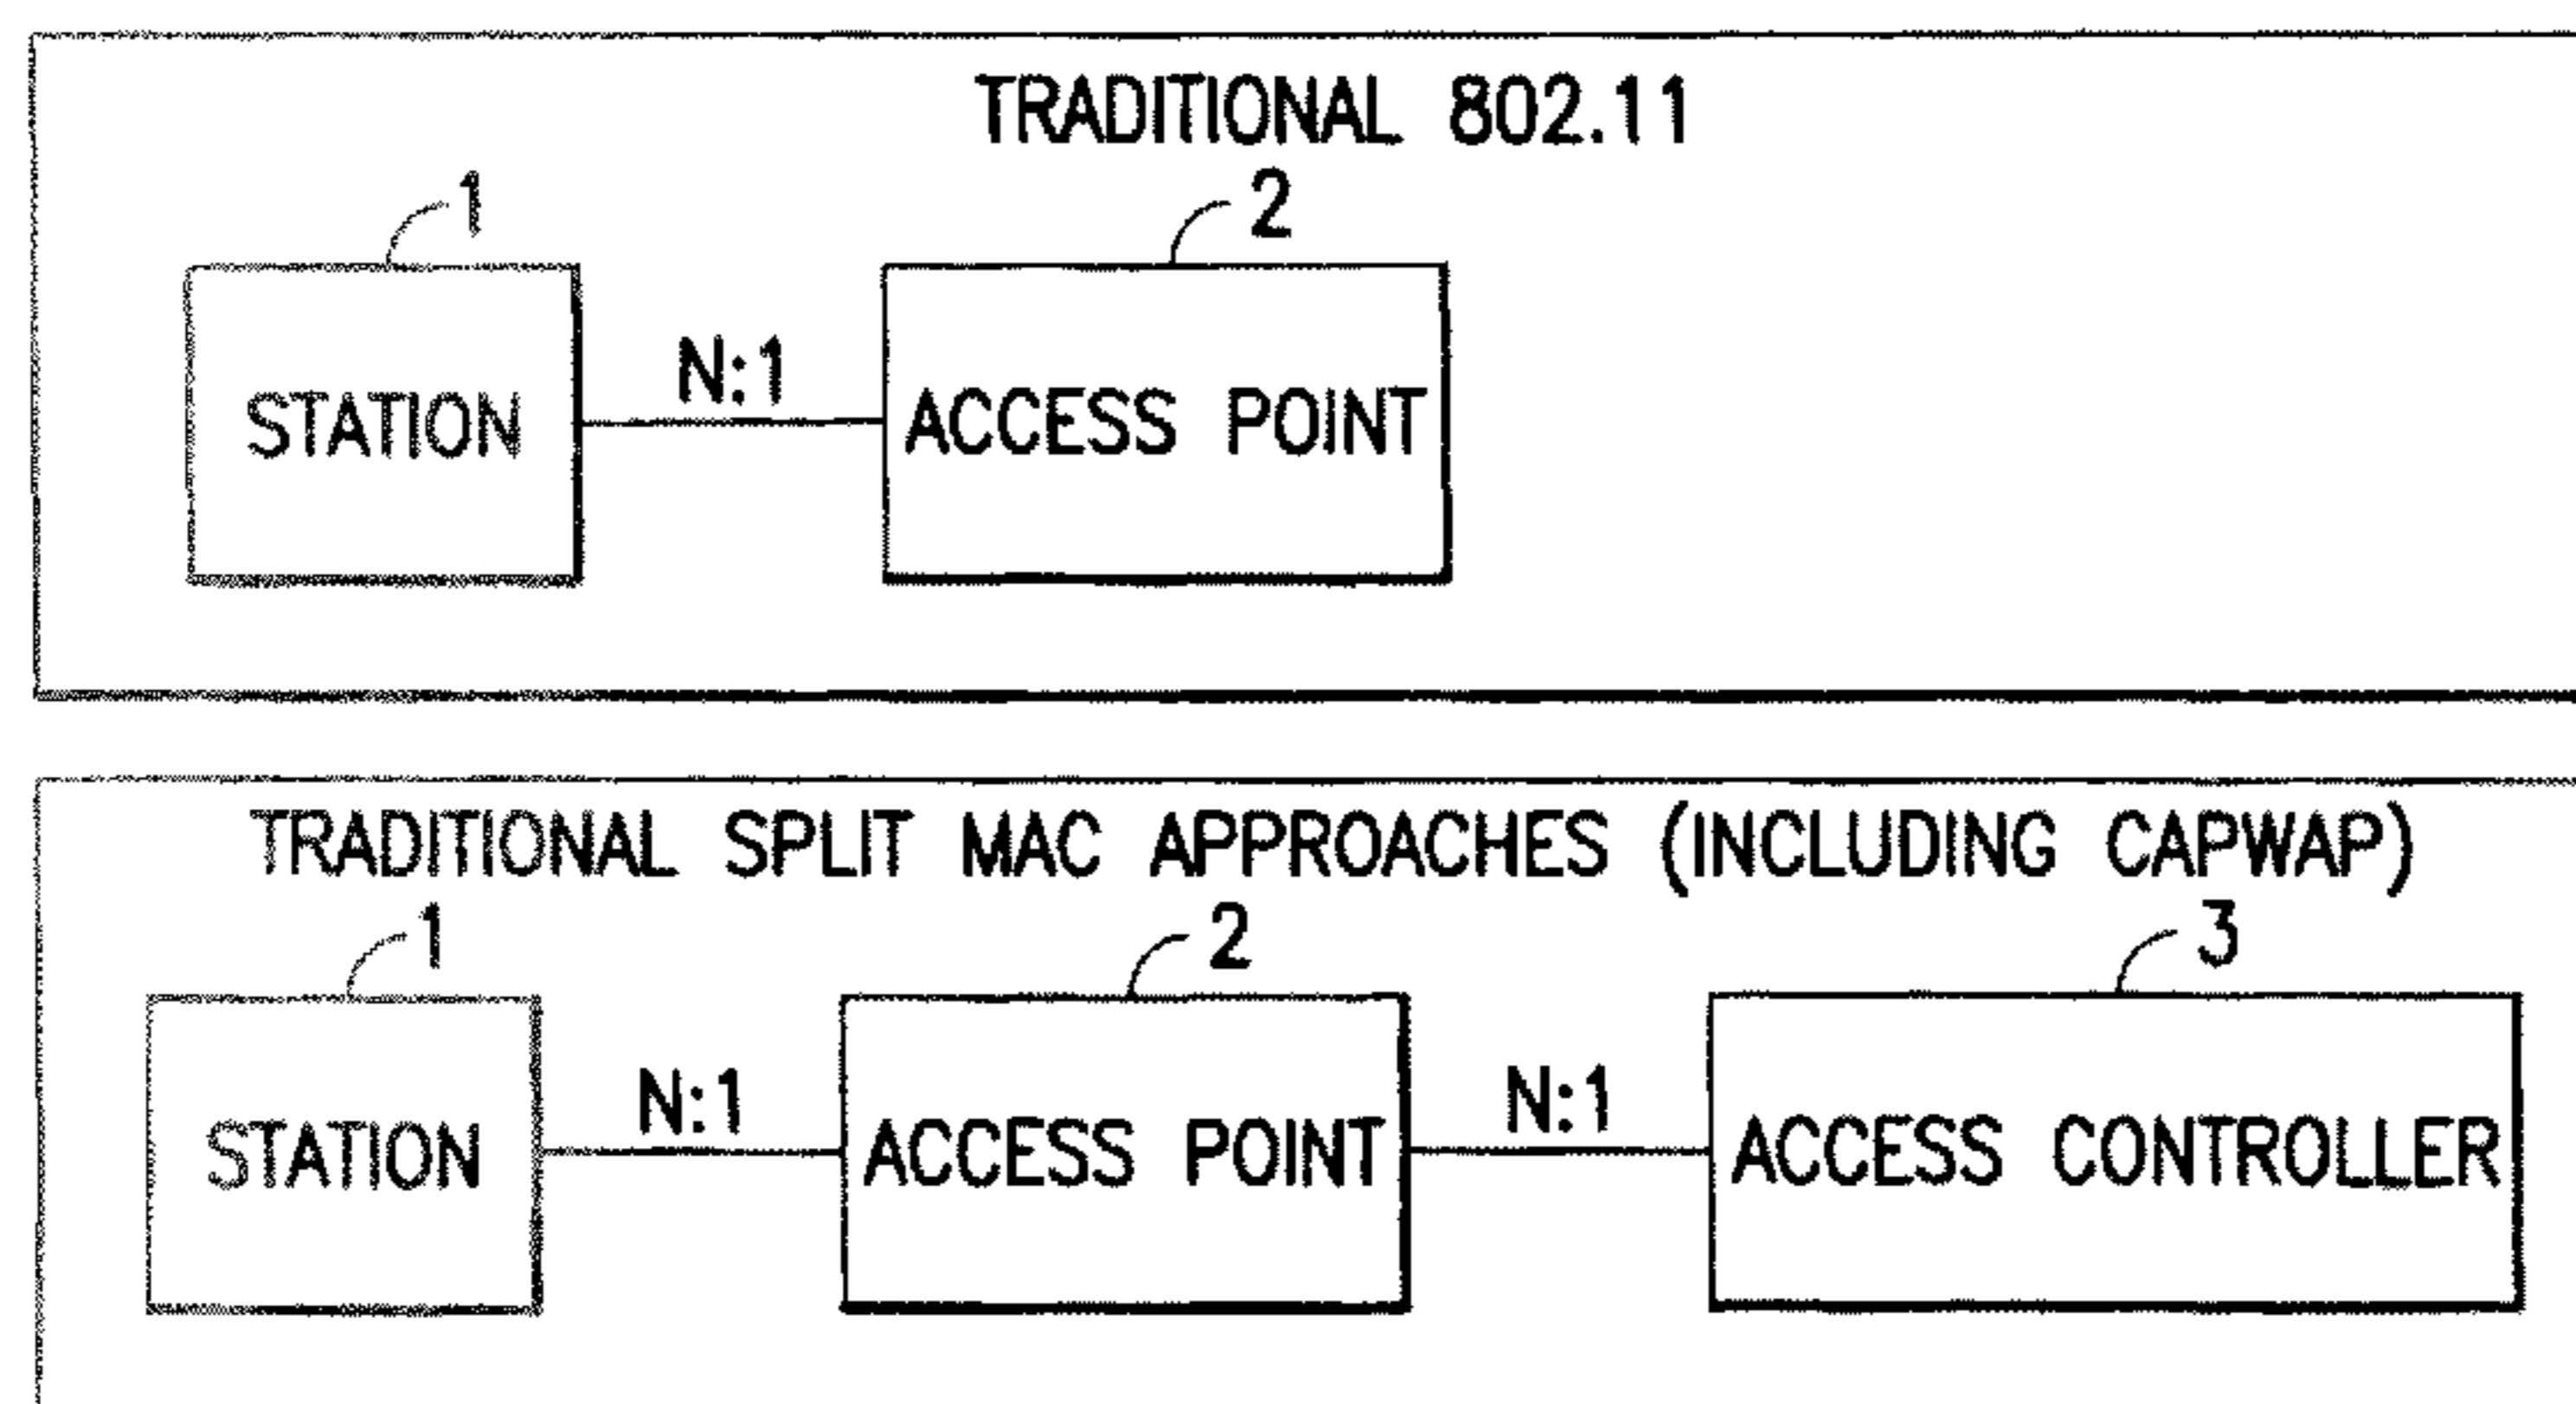 TRADITIONAL 802.11
1 2
STATION N:1 ACCESS POINT
TRADITIONAL SPLIT MAC APPROACHES (INCLUDING CAPWAP)
1 2 3
STATION N:1 ACCESS POINT N:1 ACCESS CONTROLLER